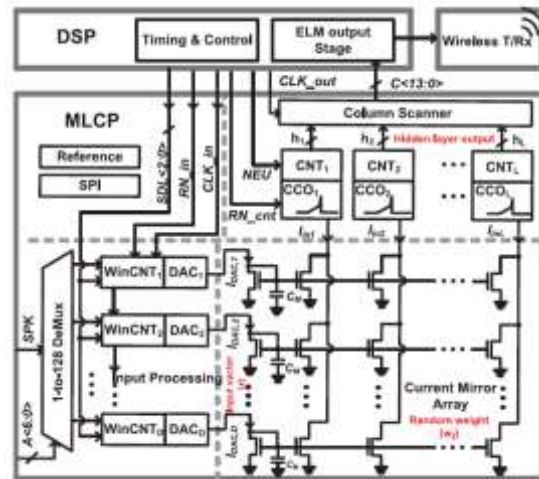 DSP
Timing & Control
ELM output
Stage
Wireless T/Rx
CLK_out
C<13:0>
MLCP
Reference
SPI
SDL<2:0>
RN_in
CLK_in
NEU
RN_cnt
Column Scanner
h1
h2
Hidden layer output
hL
CNT1
CNT2
CNTL
CCO1
CCO2
CCOL
Iin1
Iin2
IinL
SPK
A<6:0>
1-to-128 DeMux
WinCNT1
DAC1
IDAC,1
CM
WinCNT2
DAC2
IDAC,2
CM
Input Processing
Input vector
Current Mirror
Array
Random weight
WinCNTD
DACD
IDAC,D